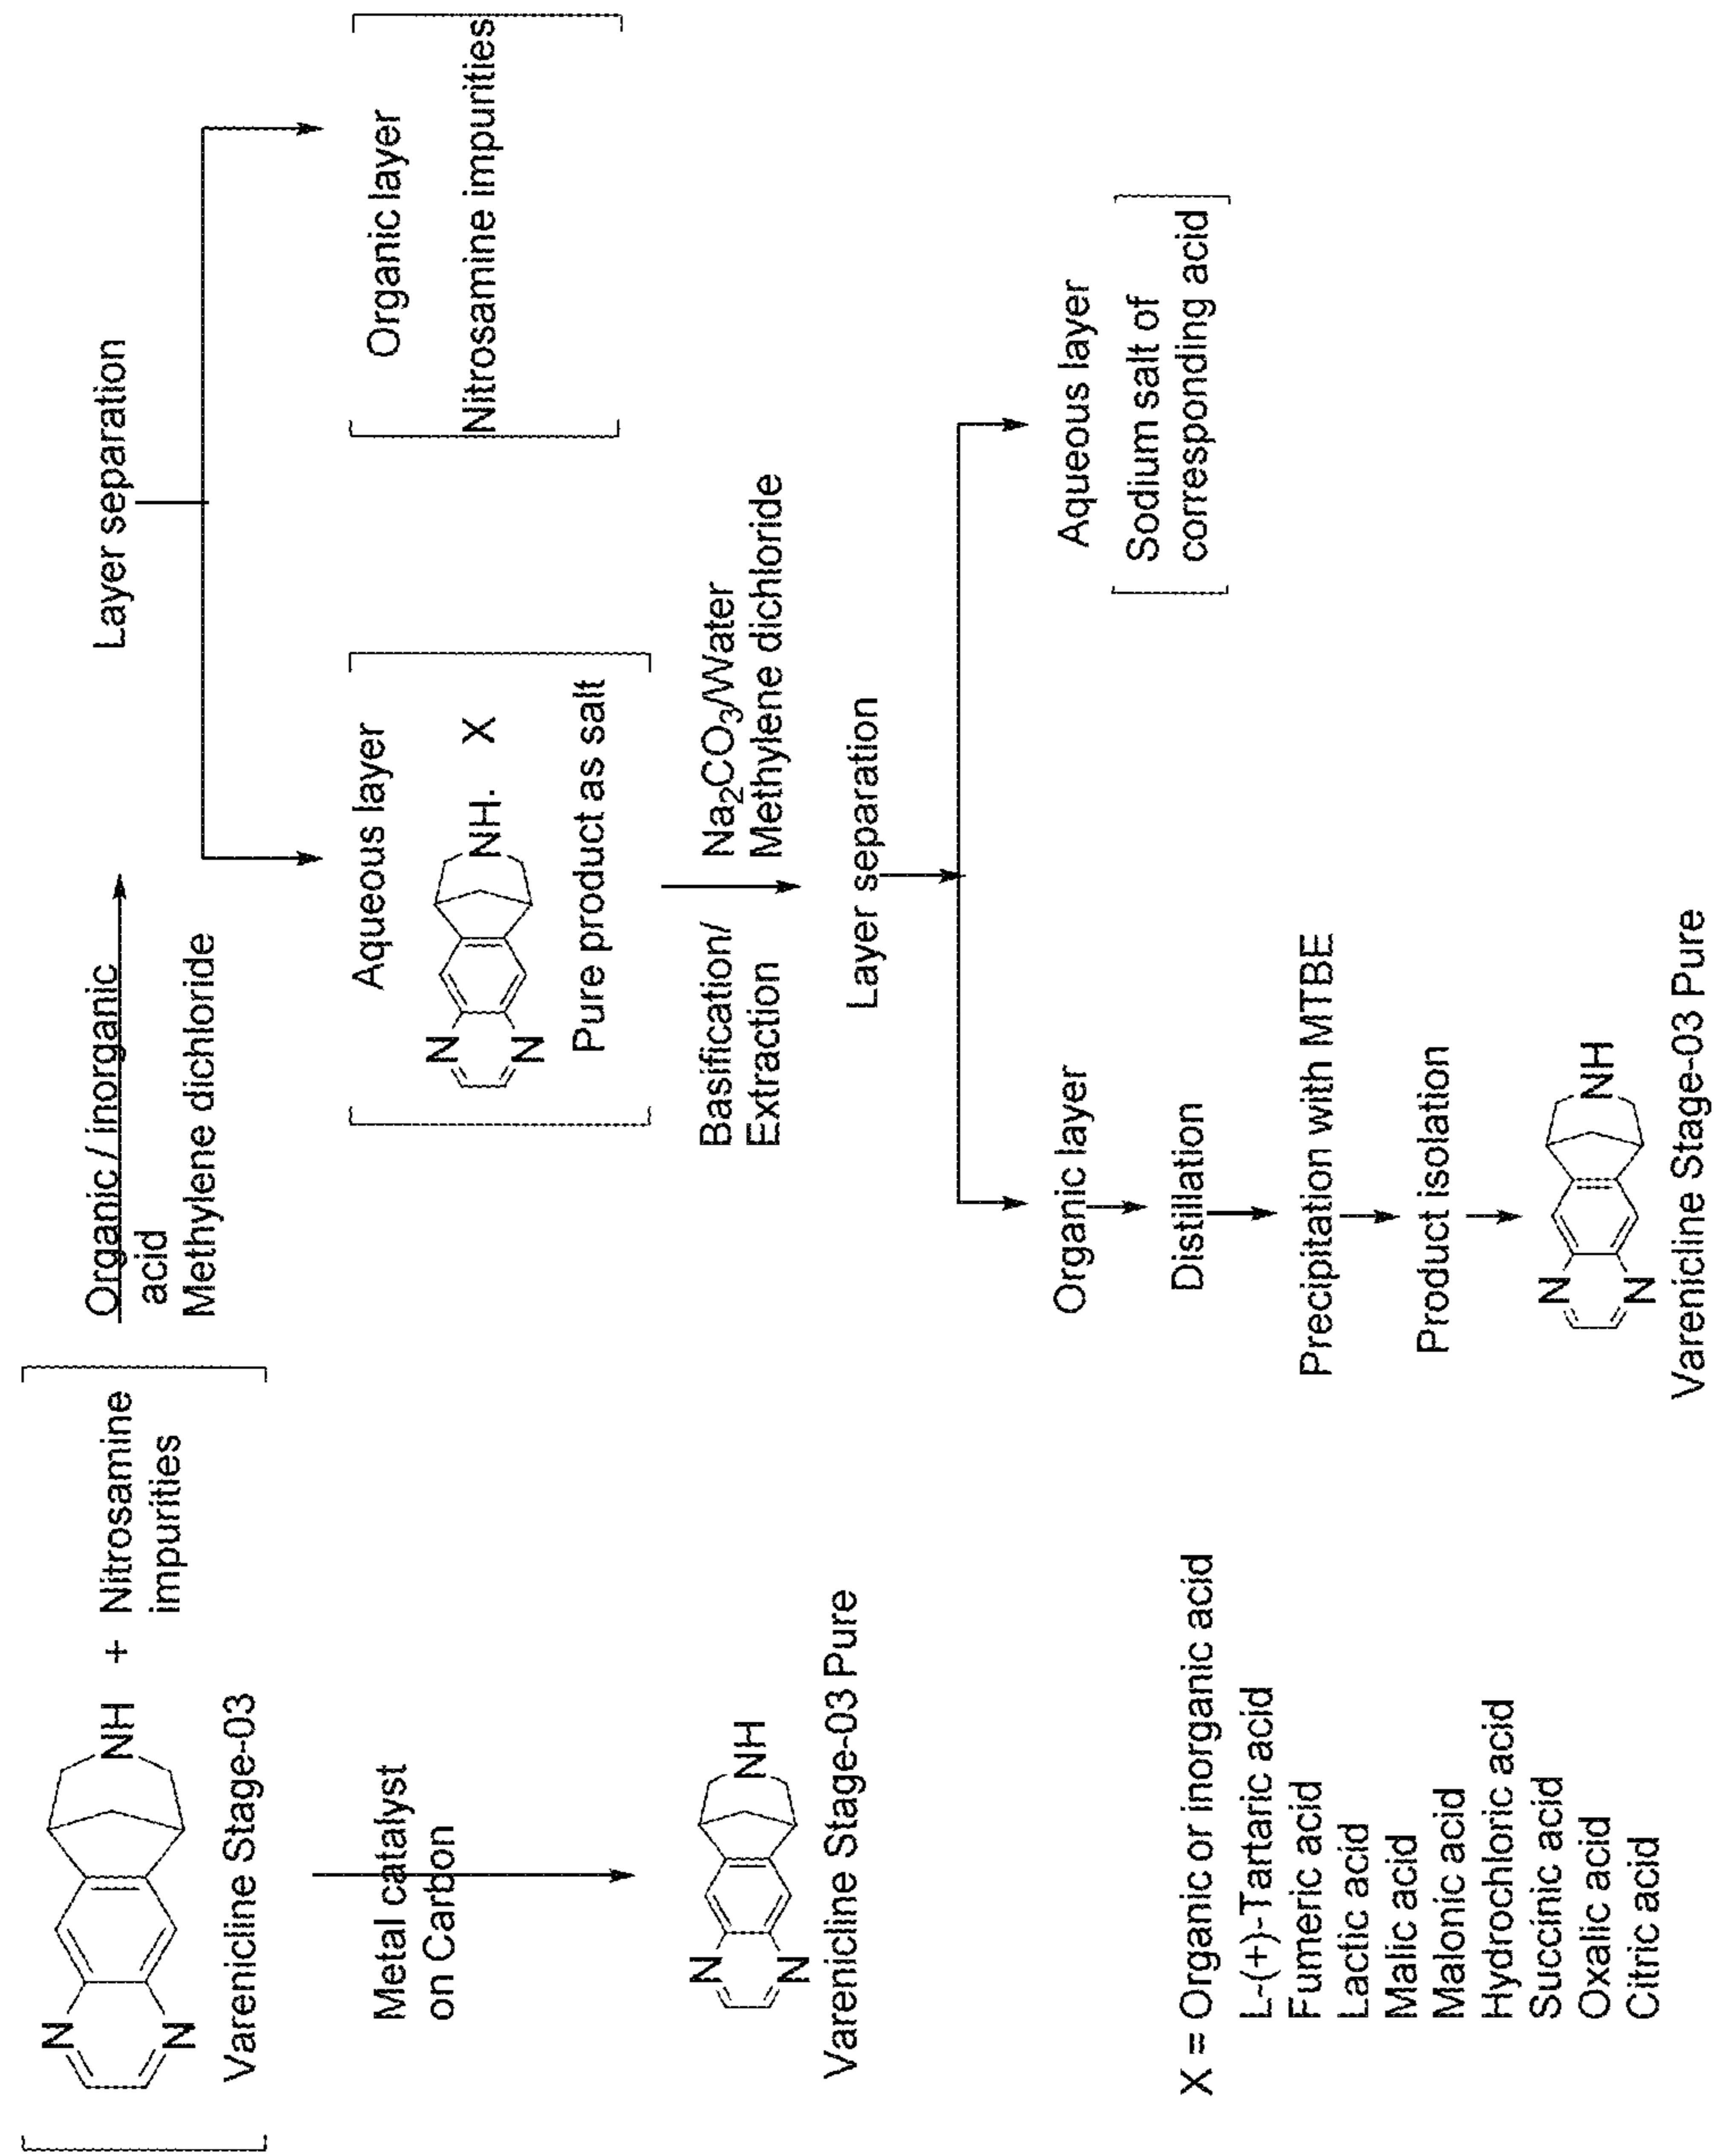 N
N
NH + Nitrosamine
impurities
Varenicline Stage-03
Organic / inorganic
acid
Methylene dichloride
Layer separation
Metal catalyst
on Carbon
N
N
NH
Varenicline Stage-03 Pure
Aqueous layer
N
N
NH. X
Pure product as salt
Organic layer
Nitrosamine impurities
Basification/
Extraction
Na₂CO₃/Water
Methylene dichloride
Layer separation
Organic layer
Distillation
Precipitation with MTBE
Product isolation
N
N
NH
Varenicline Stage-03 Pure
Aqueous layer
Sodium salt of
corresponding acid
X = Organic or inorganic acid
L-(+)-Tartaric acid
Fumeric acid
Lactic acid
Malic acid
Malonic acid
Hydrochloric acid
Succinic acid
Oxalic acid
Citric acid